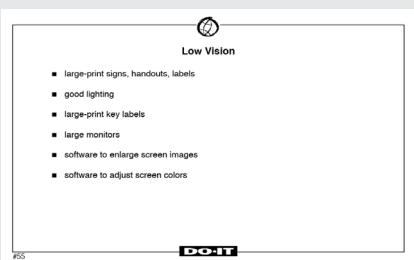 Low Vision
large-print signs, handouts, labels
good lighting
large-print key labels
large monitors
software to enlarge screen images
software to adjust screen colors
DO-IT
#55